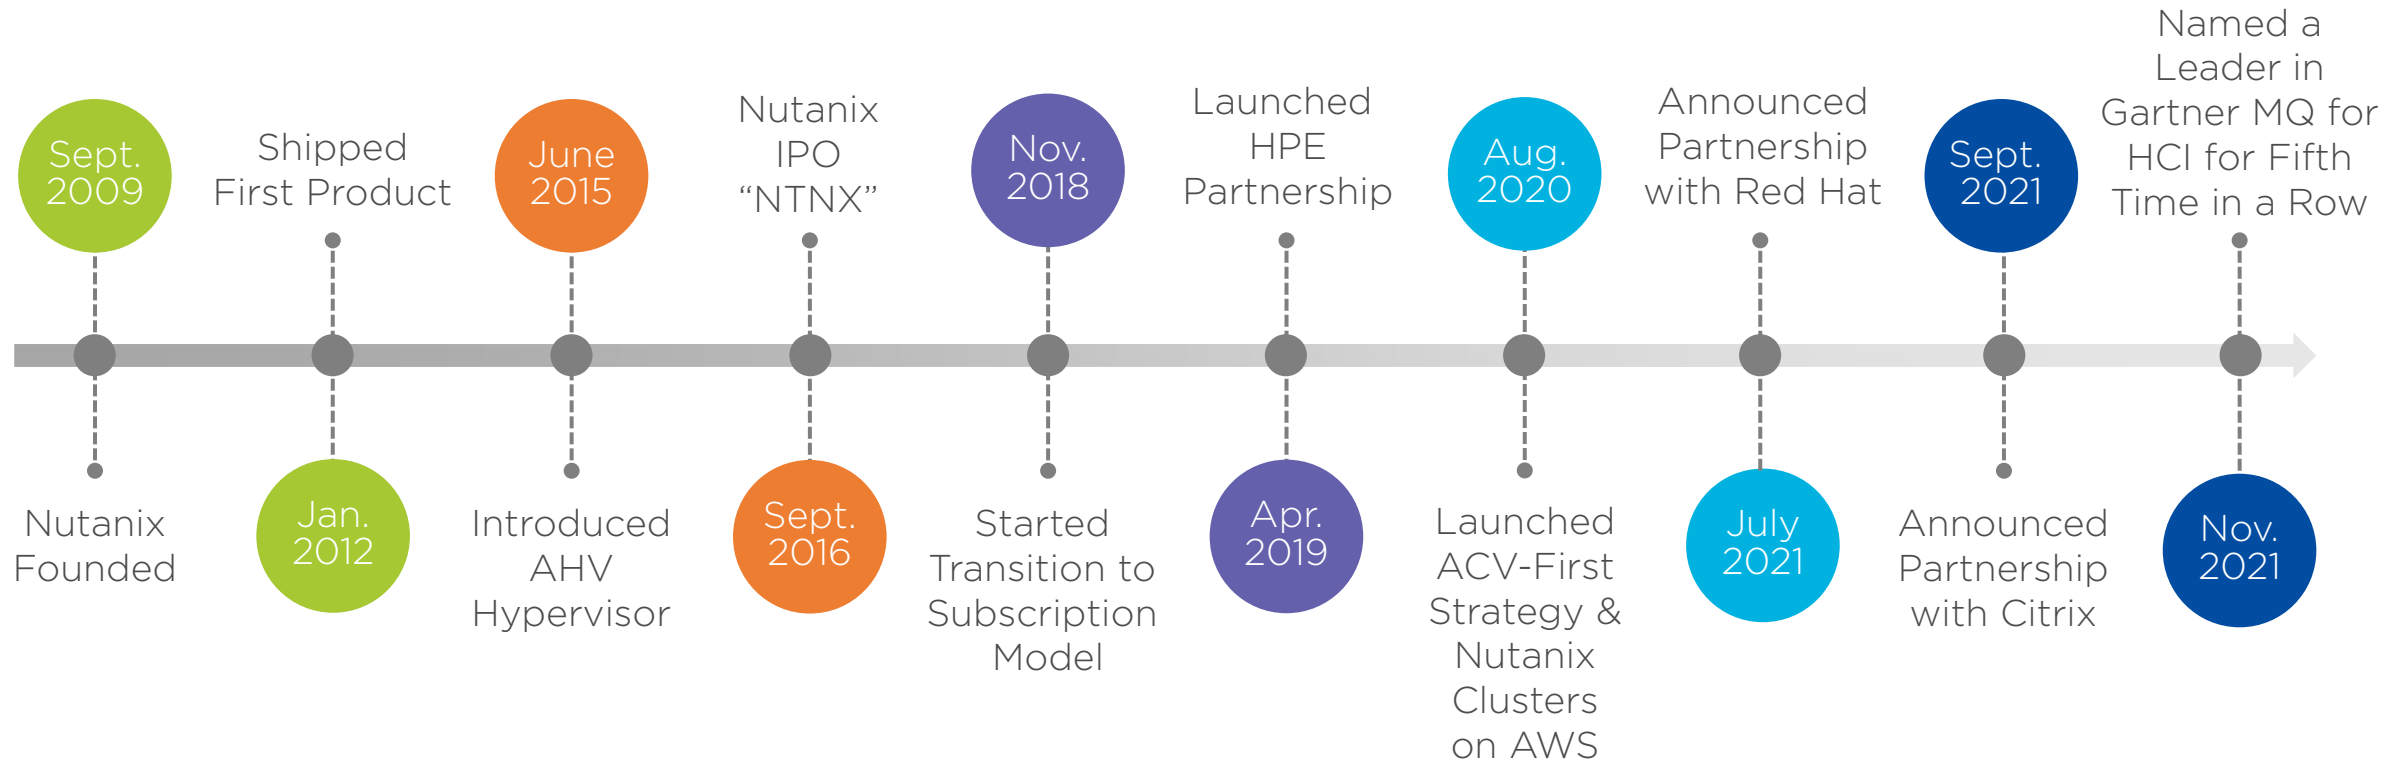 Sept.
2009
Nutanix
Founded
Shipped
First Product
Jan.
2012
June
2015
Introduced
AHV
Hypervisor
Nutanix
IPO
“NTNX”
Sept.
2016
Nov.
2018
Started
Transition to
Subscription
Model
Launched
HPE
Partnership
Apr.
2019
Aug.
2020
Launched
ACV-First
Strategy &
Nutanix
Clusters
on AWS
Announced
Partnership
with Red Hat
July
2021
Sept.
2021
Announced
Partnership
with Citrix
Named a
Leader in
Gartner MQ for
HCI for Fifth
Time in a Row
Nov.
2021